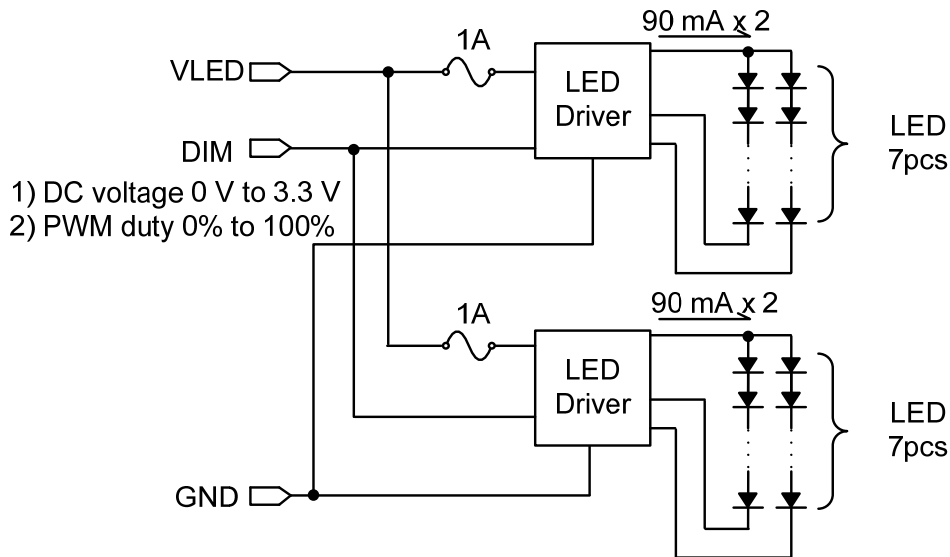 90 mA x 2
1A
VLED
LED
Driver
LED
7pcs
DIM
1) DC voltage 0 V to 3.3 V
2) PWM duty 0% to 100%
90 mA x 2
1A
LED
Driver
LED
7pcs
GND